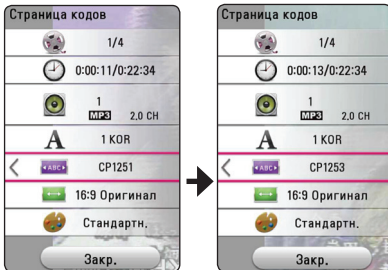 Страница кодов
1/4
0:00:11/0:22:34
1
MP3 2.0 CH
A
1 KOR
ABC CP1251
16:9 Оригинал
Стандартн.
Закр.
Страница кодов
1/4
0:00:13/0:22:34
1
MP3 2.0 CH
A
1 KOR
ABC CP1253
16:9 Оригинал
Стандартн.
Закр.